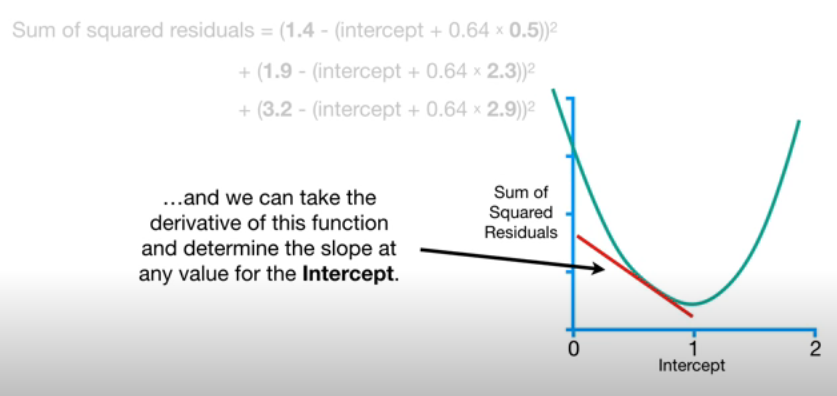 Sum of squared residuals = (1.4 - (intercept + 0.64 × 0.5))²
+ (1.9 - (intercept + 0.64 × 2.3))²
+ (3.2 - (intercept + 0.64 × 2.9))²
...and we can take the
derivative of this function
and determine the slope at
any value for the Intercept.
Sum of
Squared
Residuals
0
1
2
Intercept